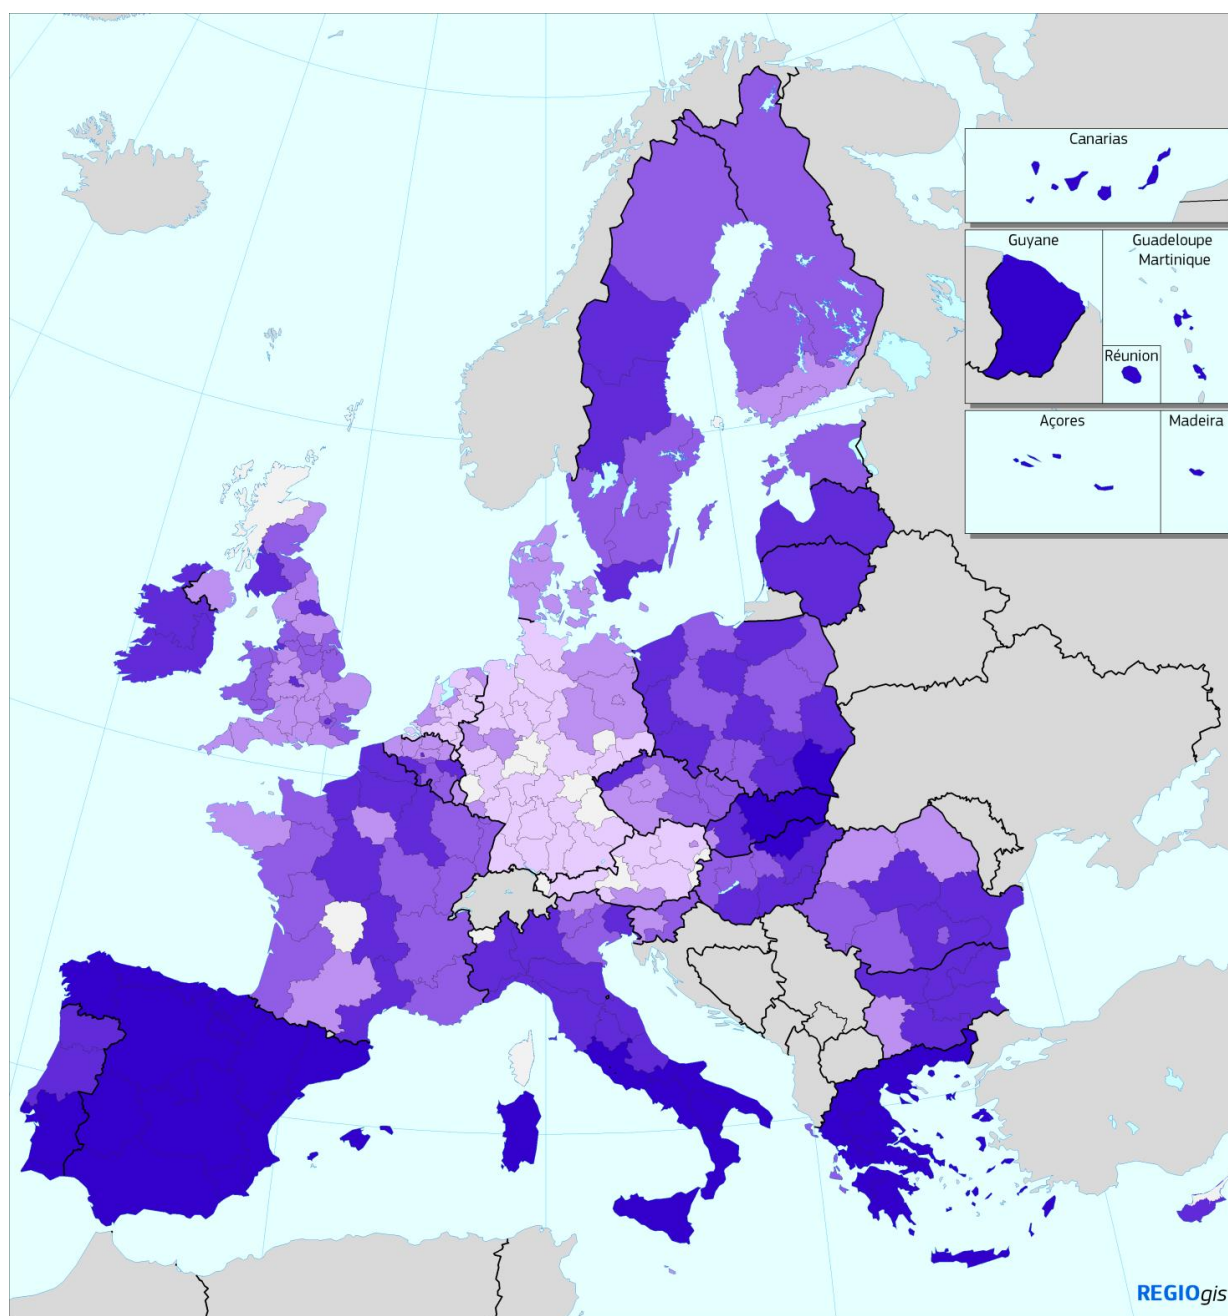 Canarias
Guyane
Guadeloupe
Martinique
Réunion
Açores
Madeira
REGIOgis